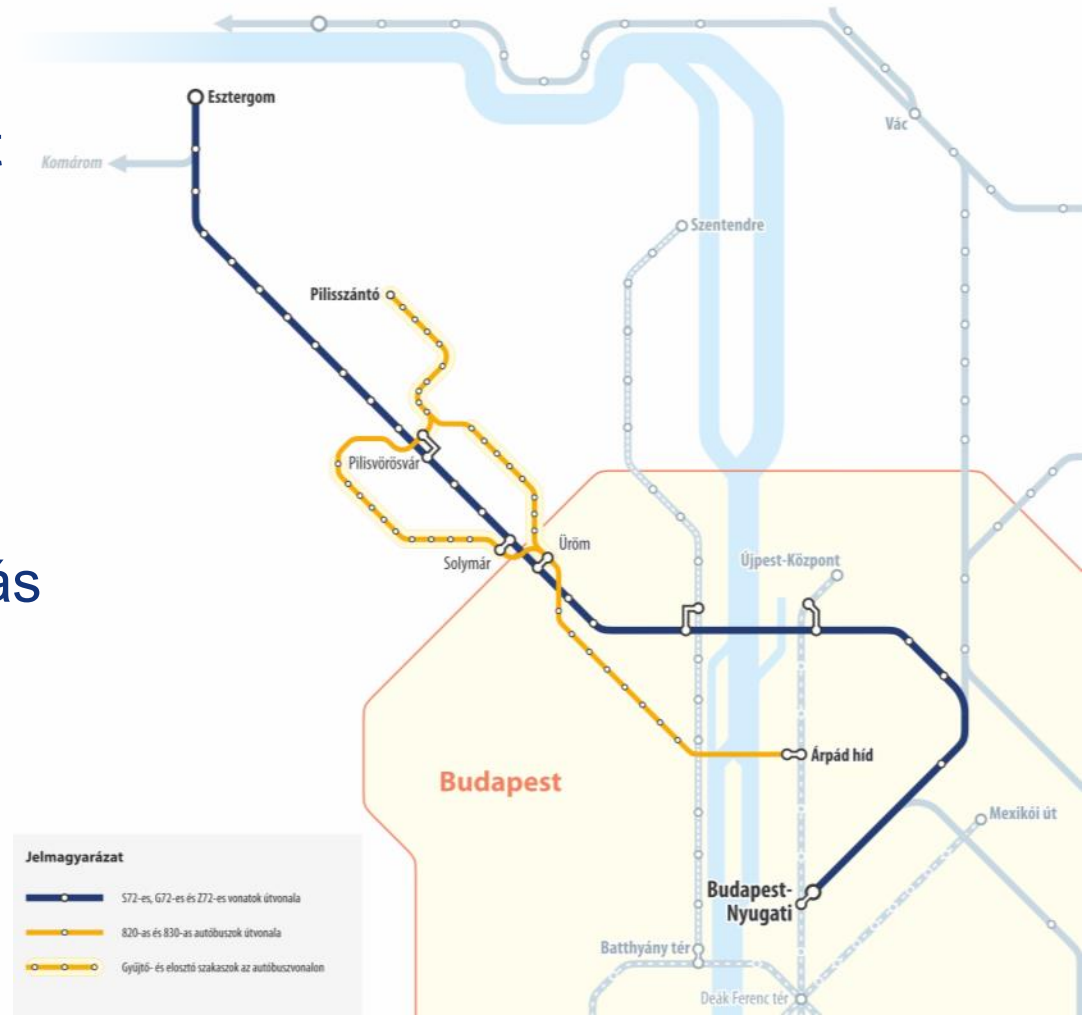 Esztergom
Vác
Komárom
Szentendre
Pilisszántó
Pilisvörösvár
Üröm
Solymár
Újpest-Központ
ás
Árpád híd
Budapest
Mexikói út
Jelmagyarázat
S72-es, G72-es és Z72-es vonatok útvonala
Budapest-
Nyugati
820-as és 830-as autóbuszok útvonala
Batthyány tér
Gyűjtő- és elosztó szakaszok az autóbuszvonalon
Deák Ferenc tér